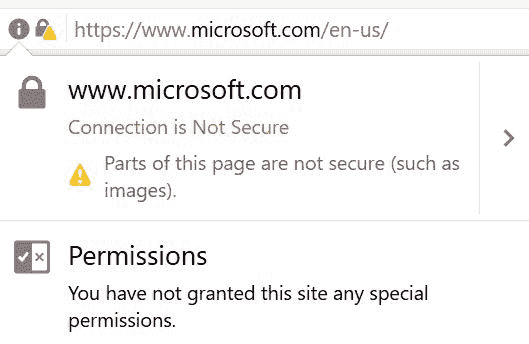 https://www.microsoft.com/en-us/
www.microsoft.com
Connection is Not Secure
Parts of this page are not secure (such as
images).
Permissions
You have not granted this site any special
permissions.